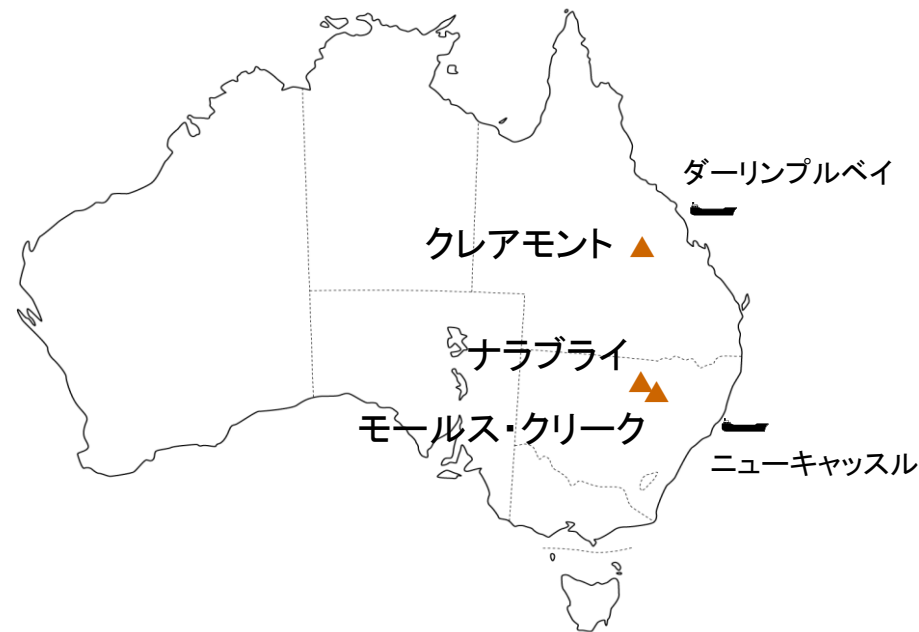 ダーリンプルベイ
クレアモント
ナラブライ
モールス・クリーク
ニューキャッスル